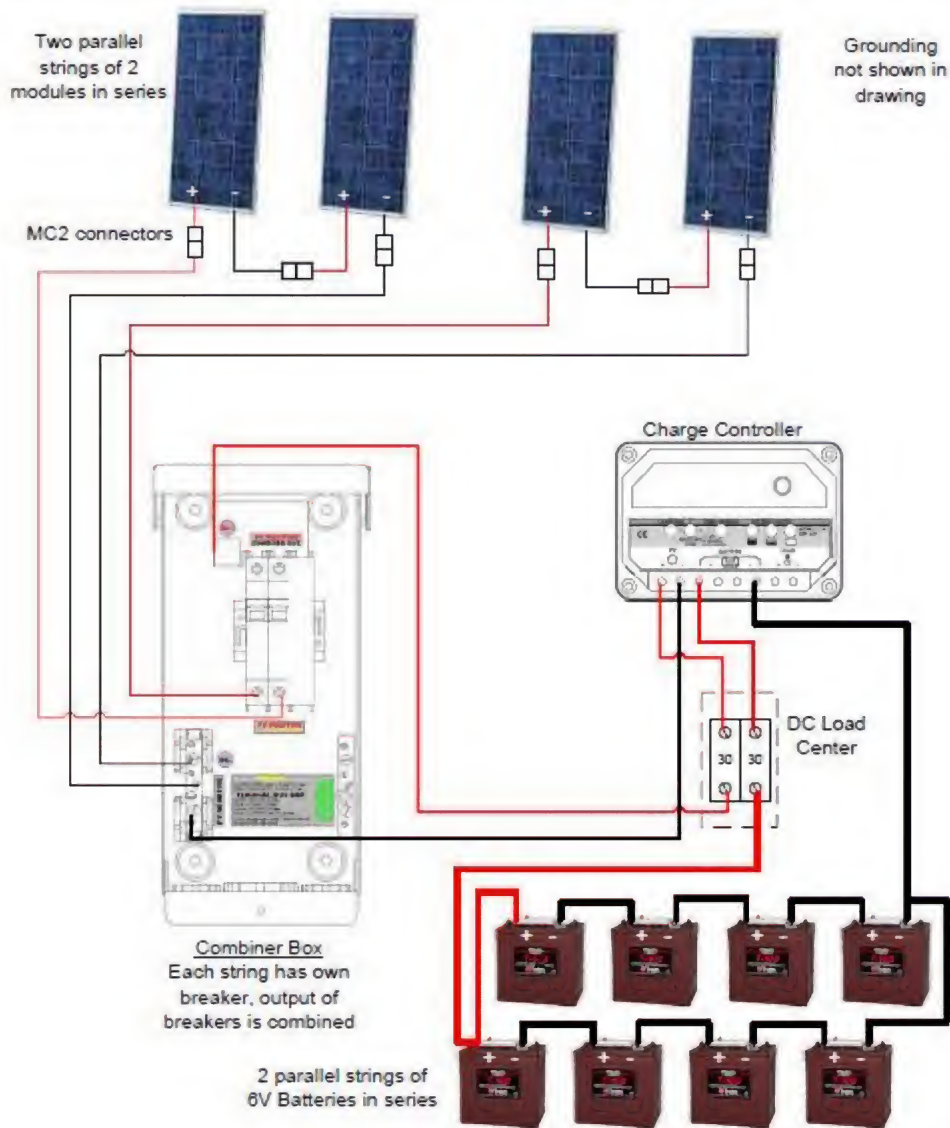 Two parallel
strings of 2
modules in series
Grounding
not shown in
drawing
+ - + - + - + -
MC2 connectors
Charge Controller
CE
DC Load
Center
30 30
Combiner Box
Each string has own
breaker, output of
breakers is combined
+ - + - + - + -
+ - + - + - + -
2 parallel strings of
6V Batteries in series